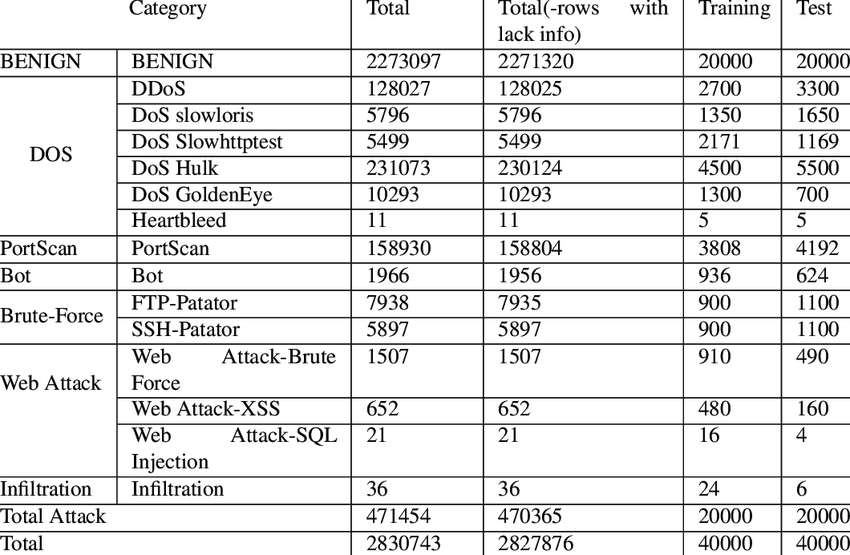 Category Total Total(-rows with Training Test
lack info)
BENIGN BENIGN 2273097 2271320 20000 20000
DDoS 128027 128025 2700 3300
DoS slowloris 5796 5796 1350 1650
DoS Slowhttptest 5499 5499 2171 1169
DOS
DoS Hulk 231073 230124 4500 5500
DoS GoldenEye 10293 10293 1300 700
Heartbleed 11 11 5 5
PortScan PortScan 158930 158804 3808 4192
Bot Bot 1966 1956 936 624
FTP-Patator 7938 7935 900 1100
Brute-Force
SSH-Patator 5897 5897 900 1100
Web Attack-Brute 1507 1507 910 490
Web Attack Force
Web Attack-XSS 652 652 480 160
Web Attack-SQL 21 21 16 4
Injection
Infiltration Infiltration 36 36 24 6
Total Attack 471454 470365 20000 20000
Total 2830743 2827876 40000 40000